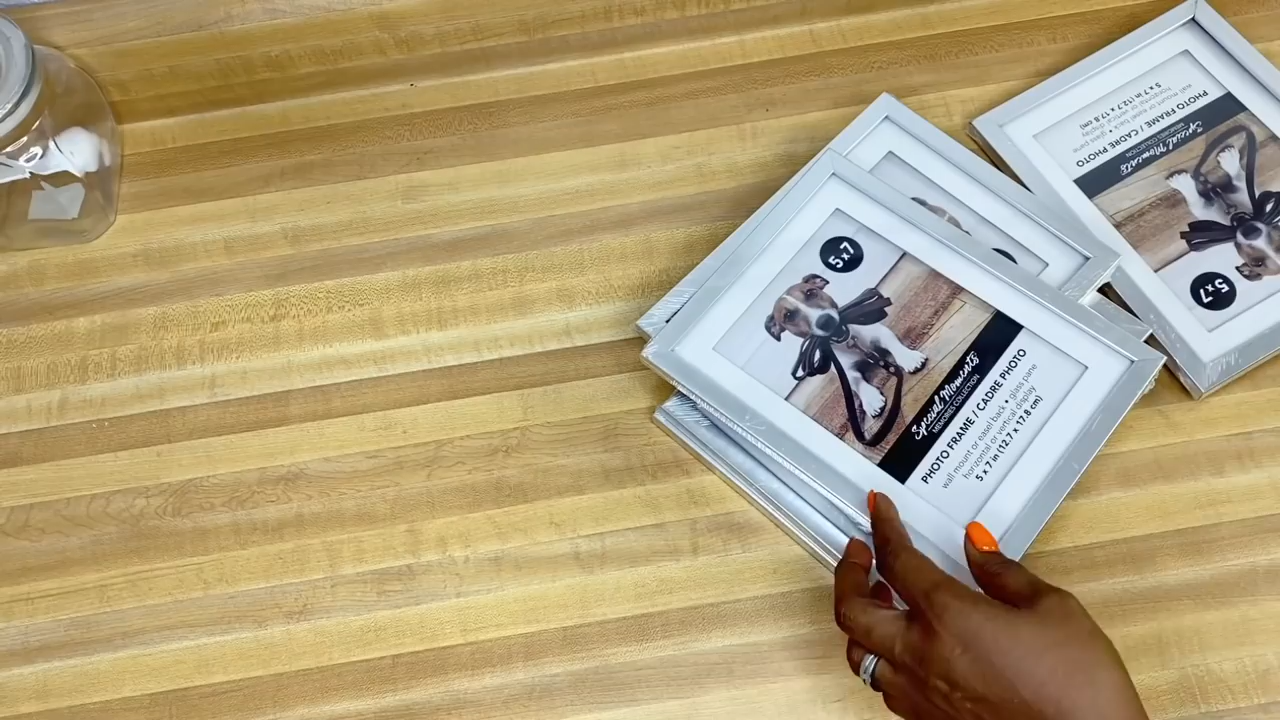 5x7
Special Moments
MEMORIES COLLECTION
PHOTO FRAME / CADRE PHOTO
wall mount or easel back • glass pane
horizontal or vertical display
5 x 7 in (12.7 x 17.8 cm)
5x7
Special Moments
MEMORIES COLLECTION
PHOTO FRAME / CADRE PHOTO
wall mount or easel back • glass pane
horizontal or vertical display
5 x 7 in (12.7 x 17.8 cm)